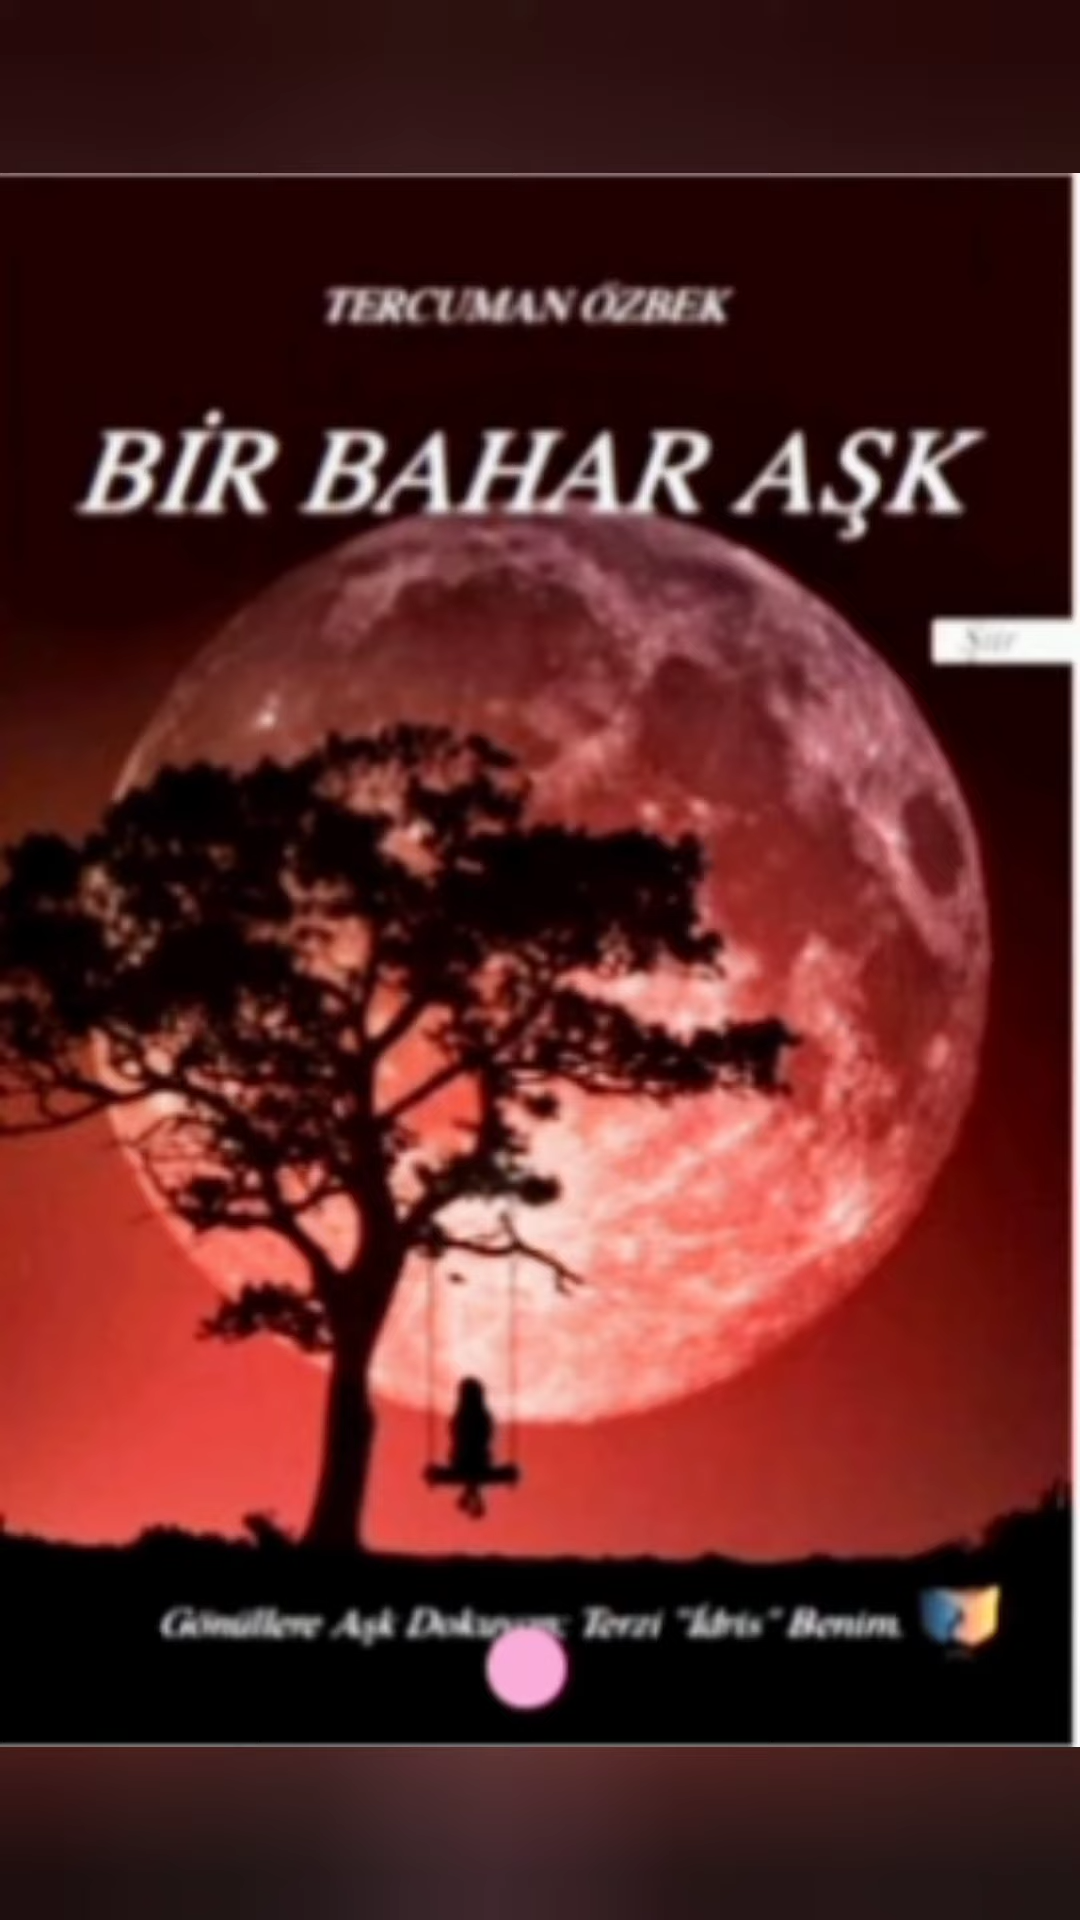 TERCUMAN ÖZBEK
BİR BAHAR AŞK
Şiir
Gönüllere Aşk Dokuyan; Terzi "İdris" Benim.